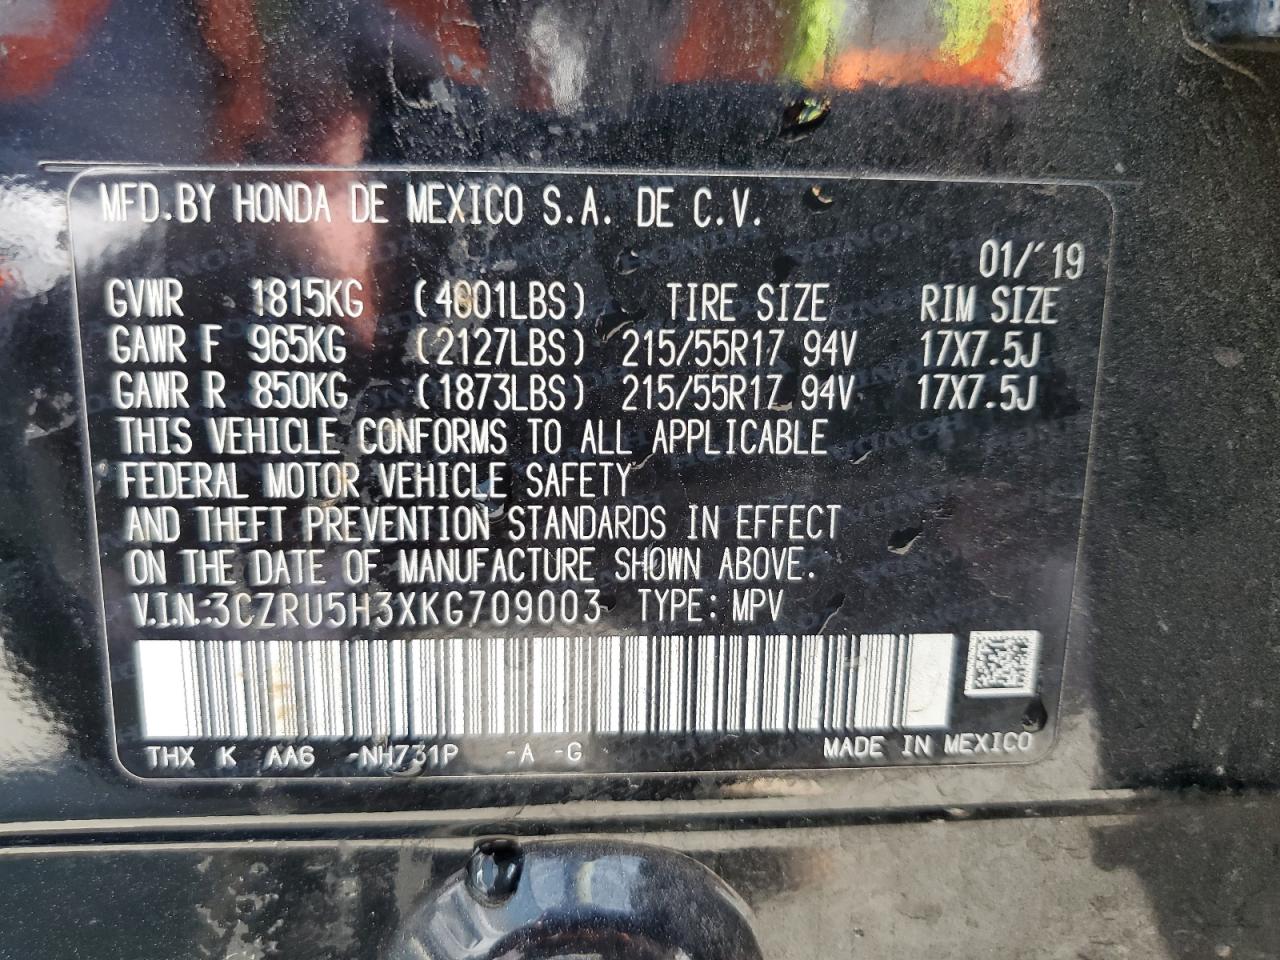 MFD.BY HONDA DE MEXICO S.A. DE C.V.
01/'19
GVWR 1815KG (4001LBS) TIRE SIZE RIM SIZE
GAWR F 965KG (2127LBS) 215/55R17 94V 17X7.5J
GAWR R 850KG (1873LBS) 215/55R17 94V 17X7.5J
THIS VEHICLE CONFORMS TO ALL APPLICABLE
FEDERAL MOTOR VEHICLE SAFETY
AND THEFT PREVENTION STANDARDS IN EFFECT
ON THE DATE OF MANUFACTURE SHOWN ABOVE.
V.I.N.:3CZRU5H3XKG709003 TYPE: MPV
THX K AA6 -NH731P -A -G MADE IN MEXICO